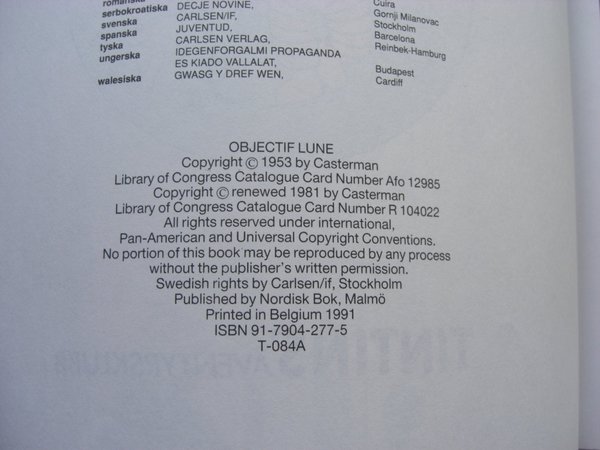 serbokroatiska DECJE NOVINE, Gornji Milanovac
svenska CARLSEN/IF, Stockholm
spanska JUVENTUD, Barcelona
tyska CARLSEN VERLAG, Reinbek-Hamburg
ungerska IDEGENFORGALMI PROPAGANDA
ES KIADO VALLALAT, Budapest
walesiska GWASG Y DREF WEN, Cardiff
OBJECTIF LUNE
Copyright © 1953 by Casterman
Library of Congress Catalogue Card Number Afo 12985
Copyright © renewed 1981 by Casterman
Library of Congress Catalogue Card Number R 104022
All rights reserved under international,
Pan-American and Universal Copyright Conventions.
No portion of this book may be reproduced by any process
without the publisher's written permission.
Swedish rights by Carlsen/if, Stockholm
Published by Nordisk Bok, Malmö
Printed in Belgium 1991
ISBN 91-7904-277-5
T-084A